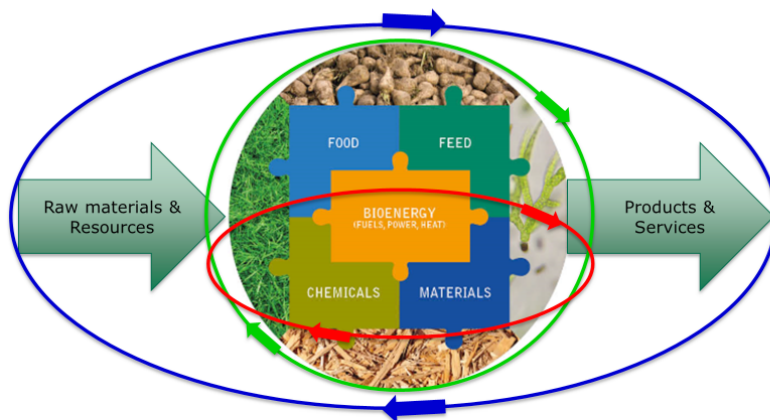 FOOD
FEED
Raw materials &
Resources
BIOENERGY
(FUELS, POWER, HEAT)
Products &
Services
CHEMICALS
MATERIALS